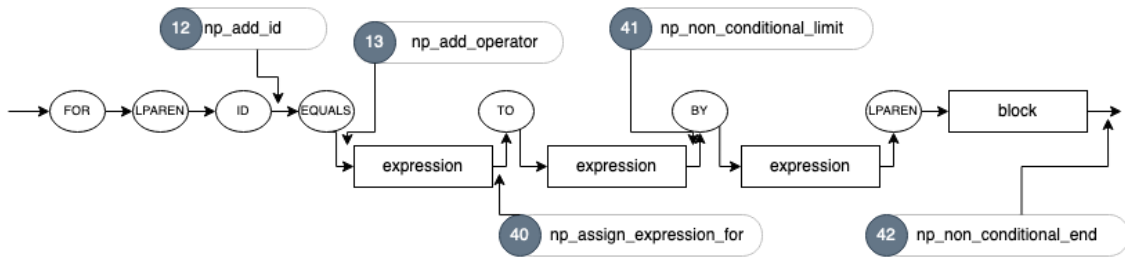 12 np_add_id
13 np_add_operator
41 np_non_conditional_limit
FOR LPAREN ID EQUALS TO BY LPAREN block
expression expression expression
40 np_assign_expression_for
42 np_non_conditional_end